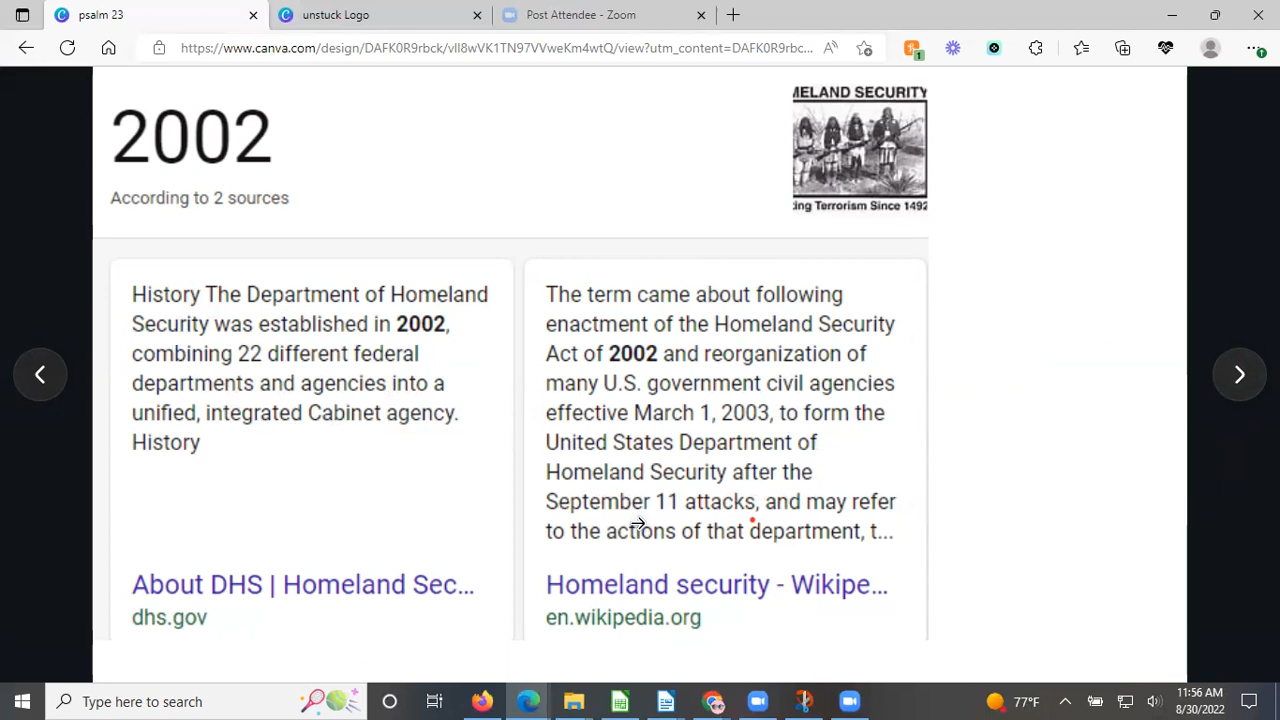 psalm 23
unstuck Logo
Post Attendee - Zoom
https://www.canva.com/design/DAFK0R9rbck/vll8wVK1TN97VVweKm4wtQ/view?utm_content=DAFK0R9rbc...
1
2002
According to 2 sources
MELAND SECURITY
ing Terrorism Since 1492
History The Department of Homeland
Security was established in 2002,
combining 22 different federal
departments and agencies into a
unified, integrated Cabinet agency.
History
About DHS | Homeland Sec...
dhs.gov
The term came about following
enactment of the Homeland Security
Act of 2002 and reorganization of
many U.S. government civil agencies
effective March 1, 2003, to form the
United States Department of
Homeland Security after the
September 11 attacks, and may refer
to the actions of that department, t...
Homeland security - Wikipe...
en.wikipedia.org
Type here to search
77°F
11:56 AM
8/30/2022